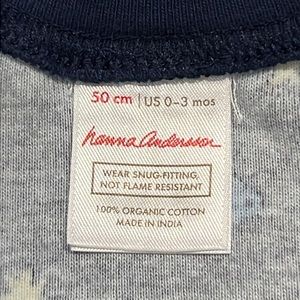 50 cm | US 0-3 mos
hanna andersson
WEAR SNUG-FITTING,
NOT FLAME RESISTANT
100% ORGANIC COTTON
MADE IN INDIA